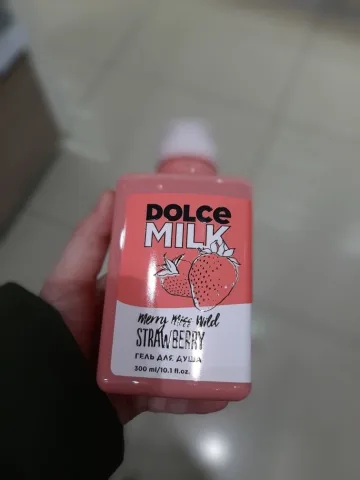 DOLCE
MILK
Merry Miss Wild
STRAWBERRY
ГЕЛЬ ДЛЯ ДУША
300 ml/10.1 fl.oz.